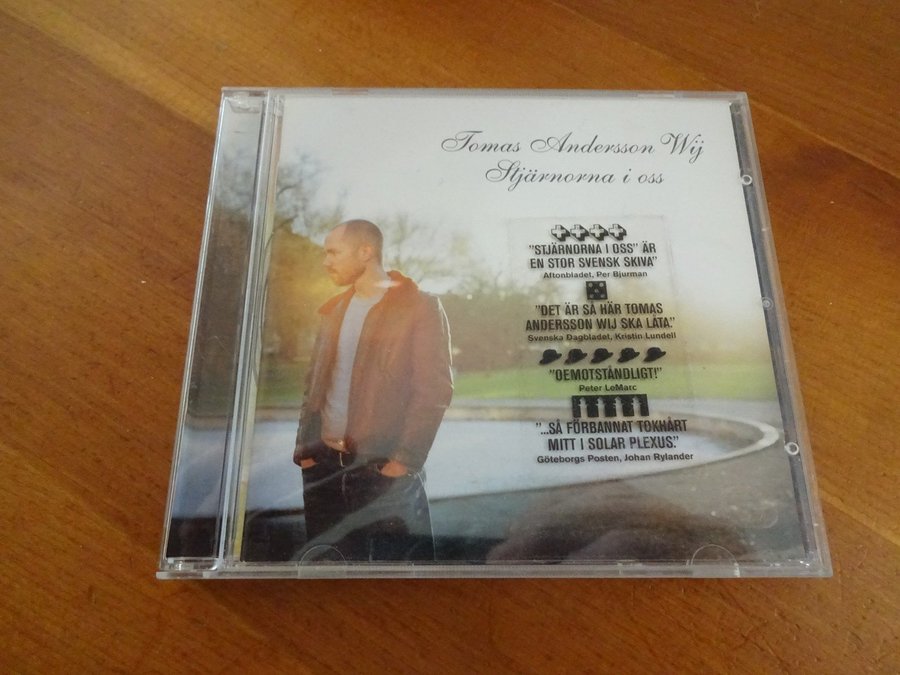 Tomas Andersson Wij
Stjärnorna i oss
"STJÄRNORNA I OSS" ÄR
EN STOR SVENSK SKIVA"
Aftonbladet, Per Bjurman
"DET ÄR SÅ HÄR TOMAS
ANDERSSON WIJ SKA LÅTA."
Svenska Dagbladet, Kristin Lundell
"OEMOTSTÅNDLIGT!"
Peter LeMarc
"...SÅ FÖRBANNAT TOKHÅRT
MITT I SOLAR PLEXUS."
Göteborgs Posten, Johan Rylander